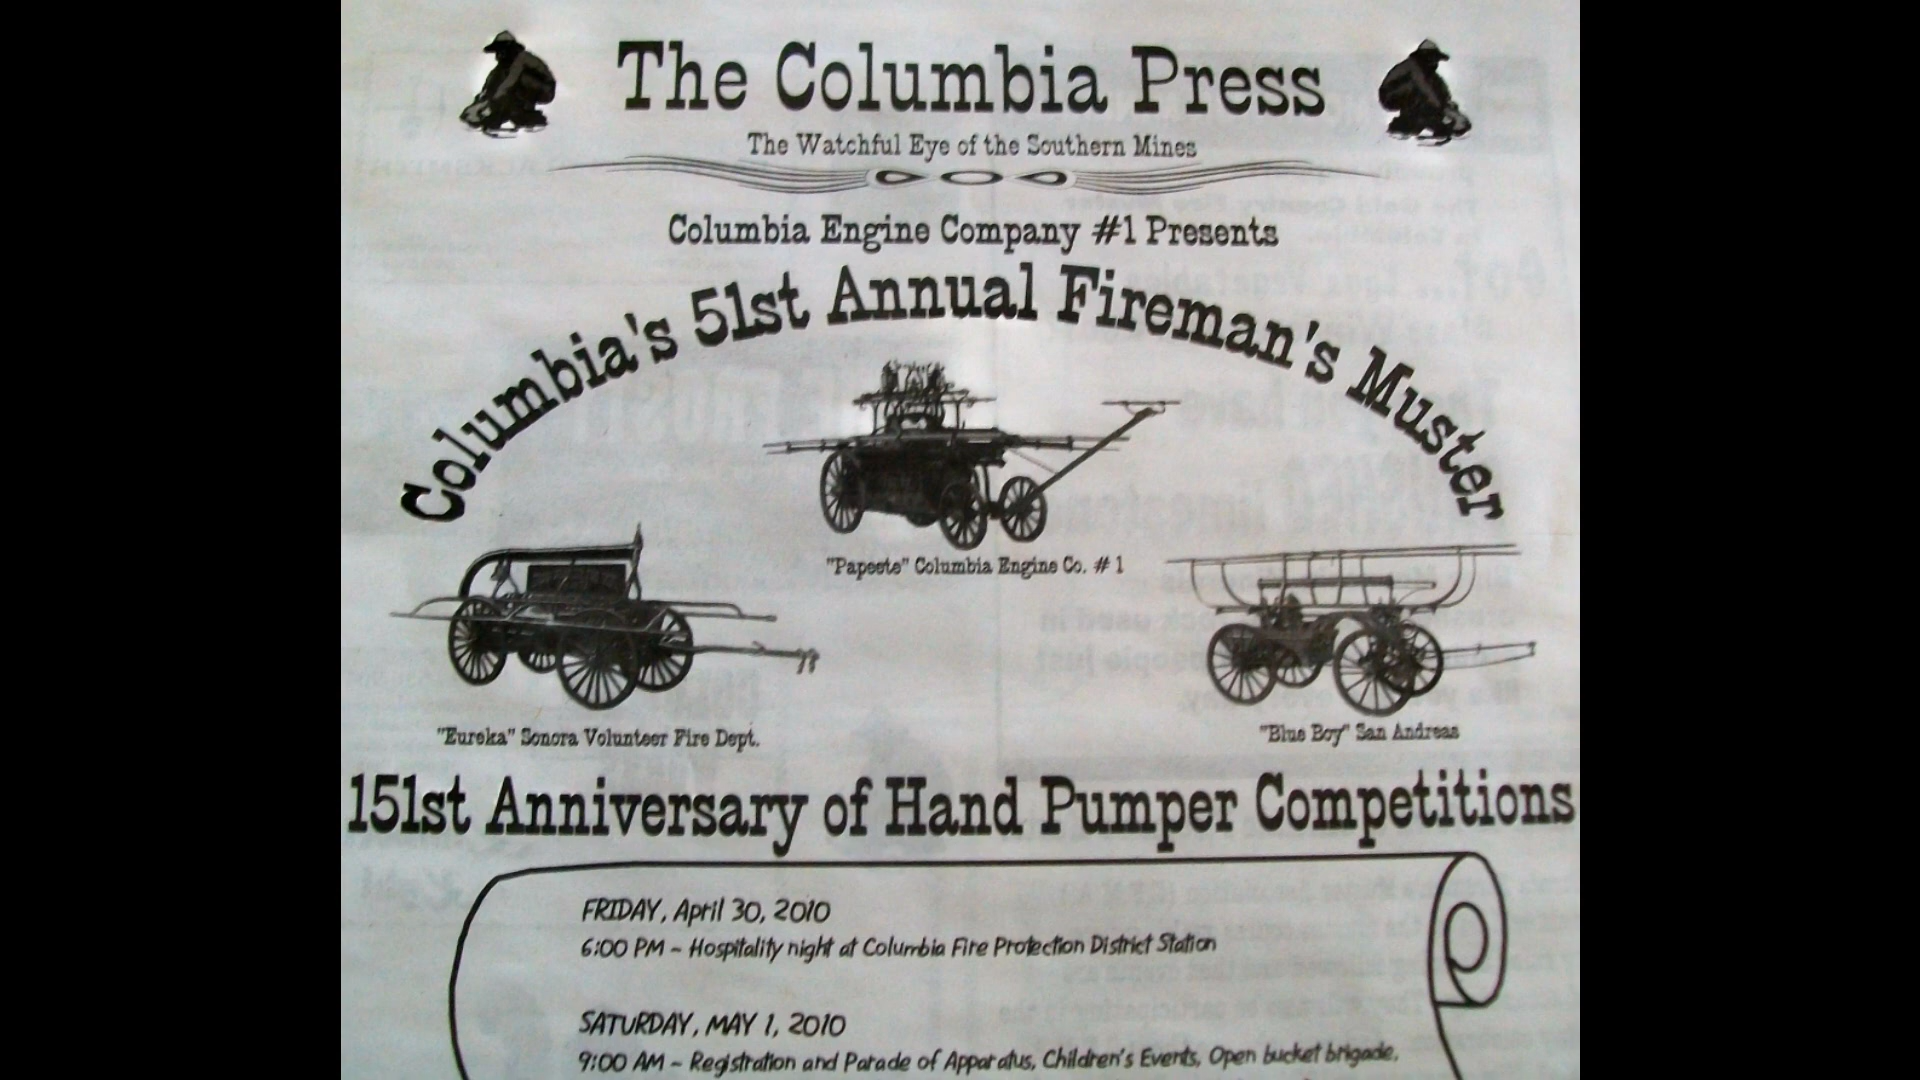 The Columbia Press
The Watchful Eye of the Southern Mines
Columbia Engine Company #1 Presents
Columbia's 51st Annual Fireman's Muster
"Papeete" Columbia Engine Co. # 1
"Eureka" Sonora Volunteer Fire Dept.
"Blue Boy" San Andreas
151st Anniversary of Hand Pumper Competitions
FRIDAY, April 30, 2010
6:00 PM ~ Hospitality night at Columbia Fire Protection District Station
SATURDAY, MAY 1, 2010
9:00 AM ~ Registration and Parade of Apparatus, Children's Events, Open bucket brigade,